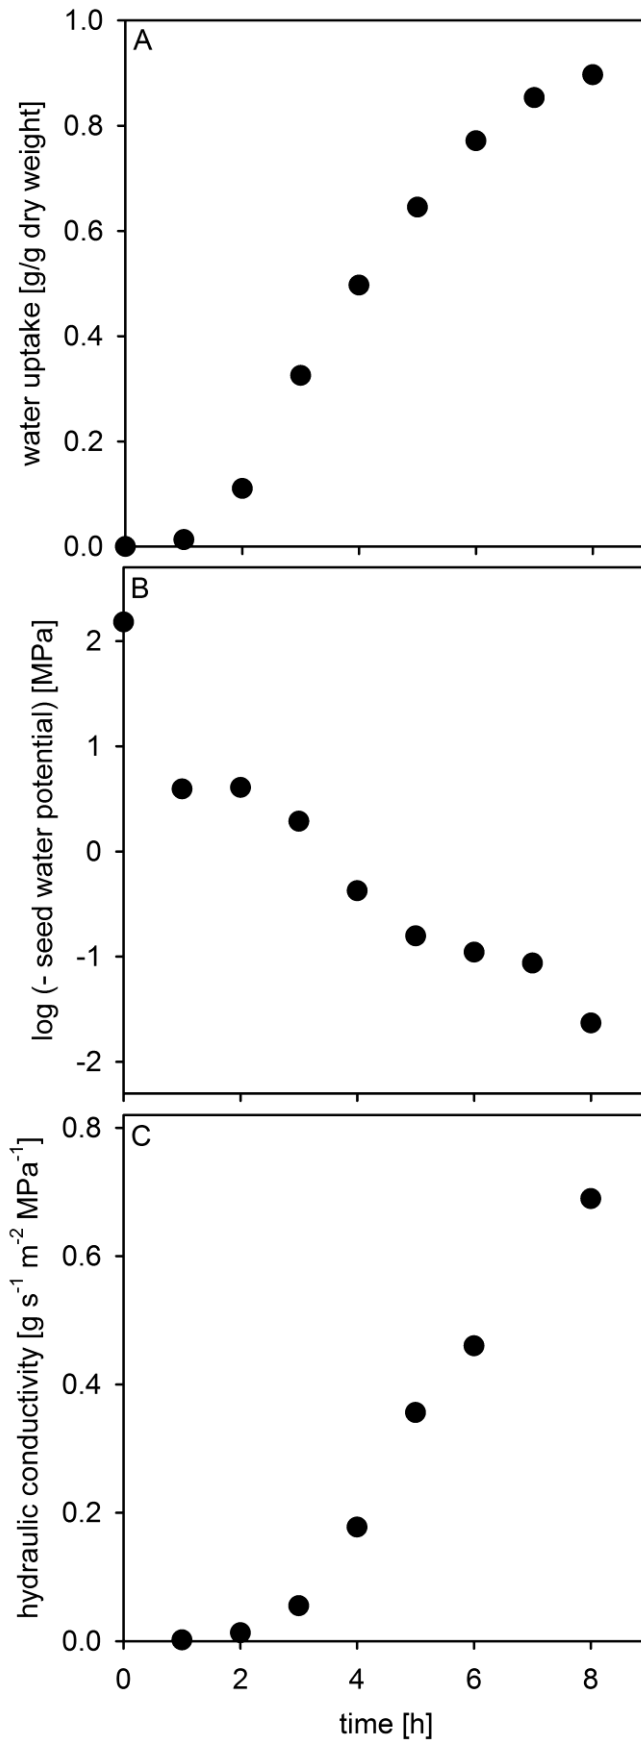 A
water uptake [g/g dry weight]
1.0
0.8
0.6
0.4
0.2
0.0
B
log (- seed water potential) [MPa]
2
1
0
-1
-2
C
hydraulic conductivity [g s⁻¹ m⁻² MPa⁻¹]
0.8
0.6
0.4
0.2
0.0
0 2 4 6 8
time [h]